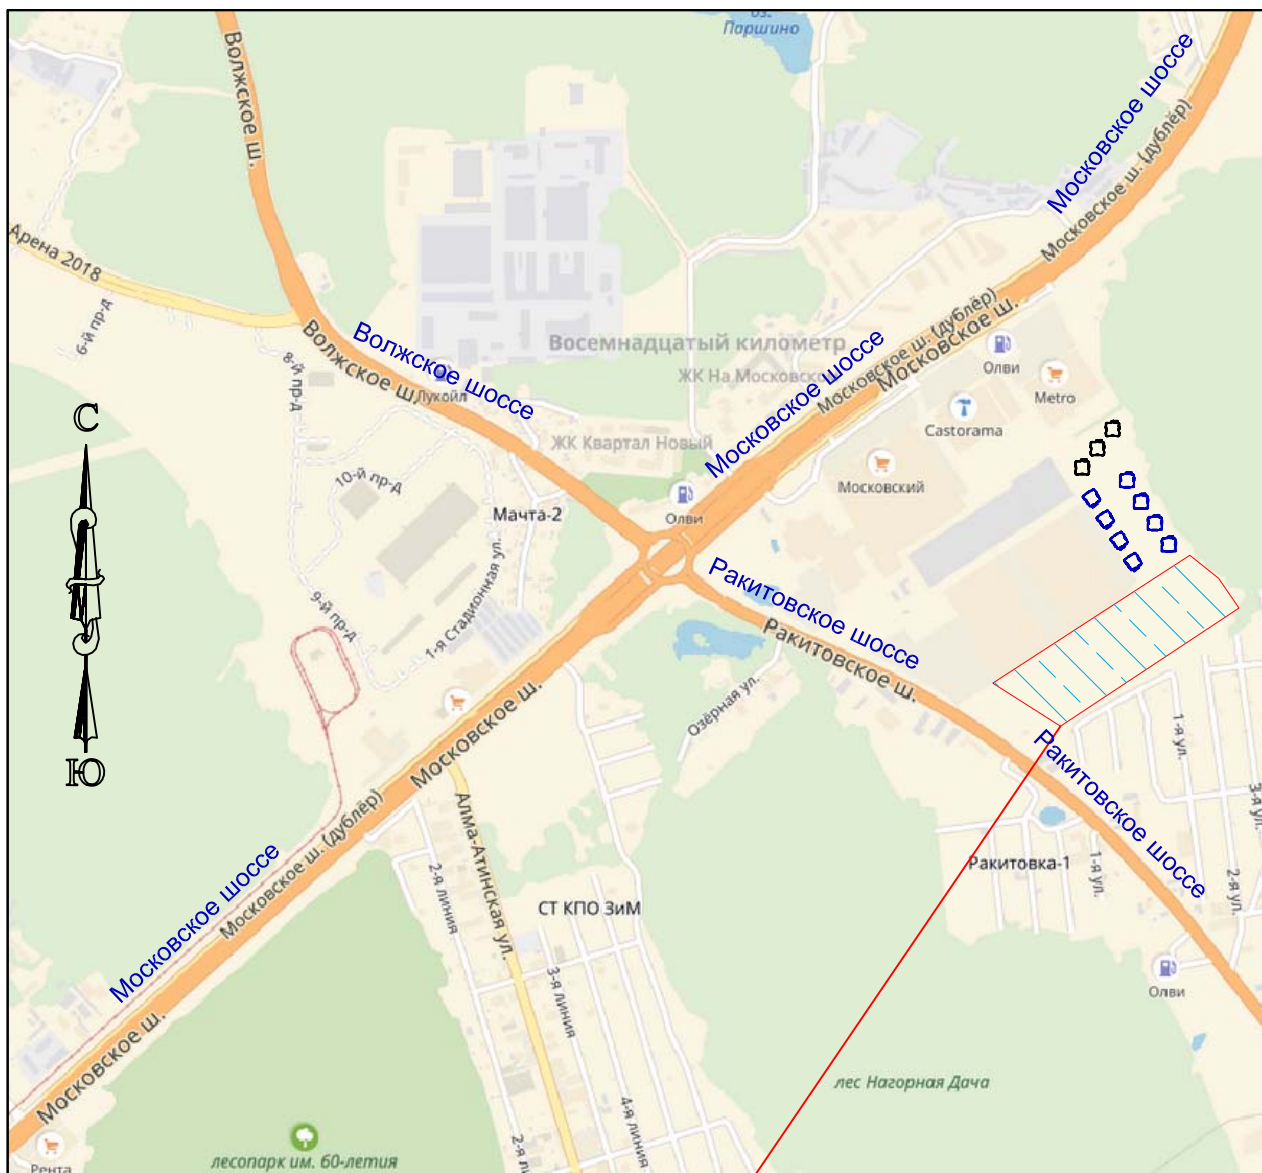 оз.
Паршино
Волжское ш.
Московское шоссе
Московское ш. (дублёр)
Арена 2018
6-й пр-д
8-й пр-д
Волжское ш.
Волжское шоссе
Лукойл
Восемнадцатый километр
ЖК На Московском
Московское шоссе
Московское ш. (дублёр)
Московское ш.
Олви
Metro
Castorama
Московский
ЖК Квартал Новый
С
10-й пр-д
Мачта-2
Олви
9-й пр-д
1-я Стадионная ул.
Ракитовское шоссе
Ракитовское ш.
Озёрная ул.
Ю
Московское ш.
Московское ш. (дублёр)
Московское шоссе
Московское ш.
Алма-Атинская ул.
2-я линия
СТ КПО ЗиМ
3-я линия
4-я линия
2-я
Ракитовское шоссе
1-я ул.
3-я ул.
Ракитовка-1
1-я ул.
2-я ул.
Олви
лес Нагорная Дача
лесопарк им. 60-летия
Рента